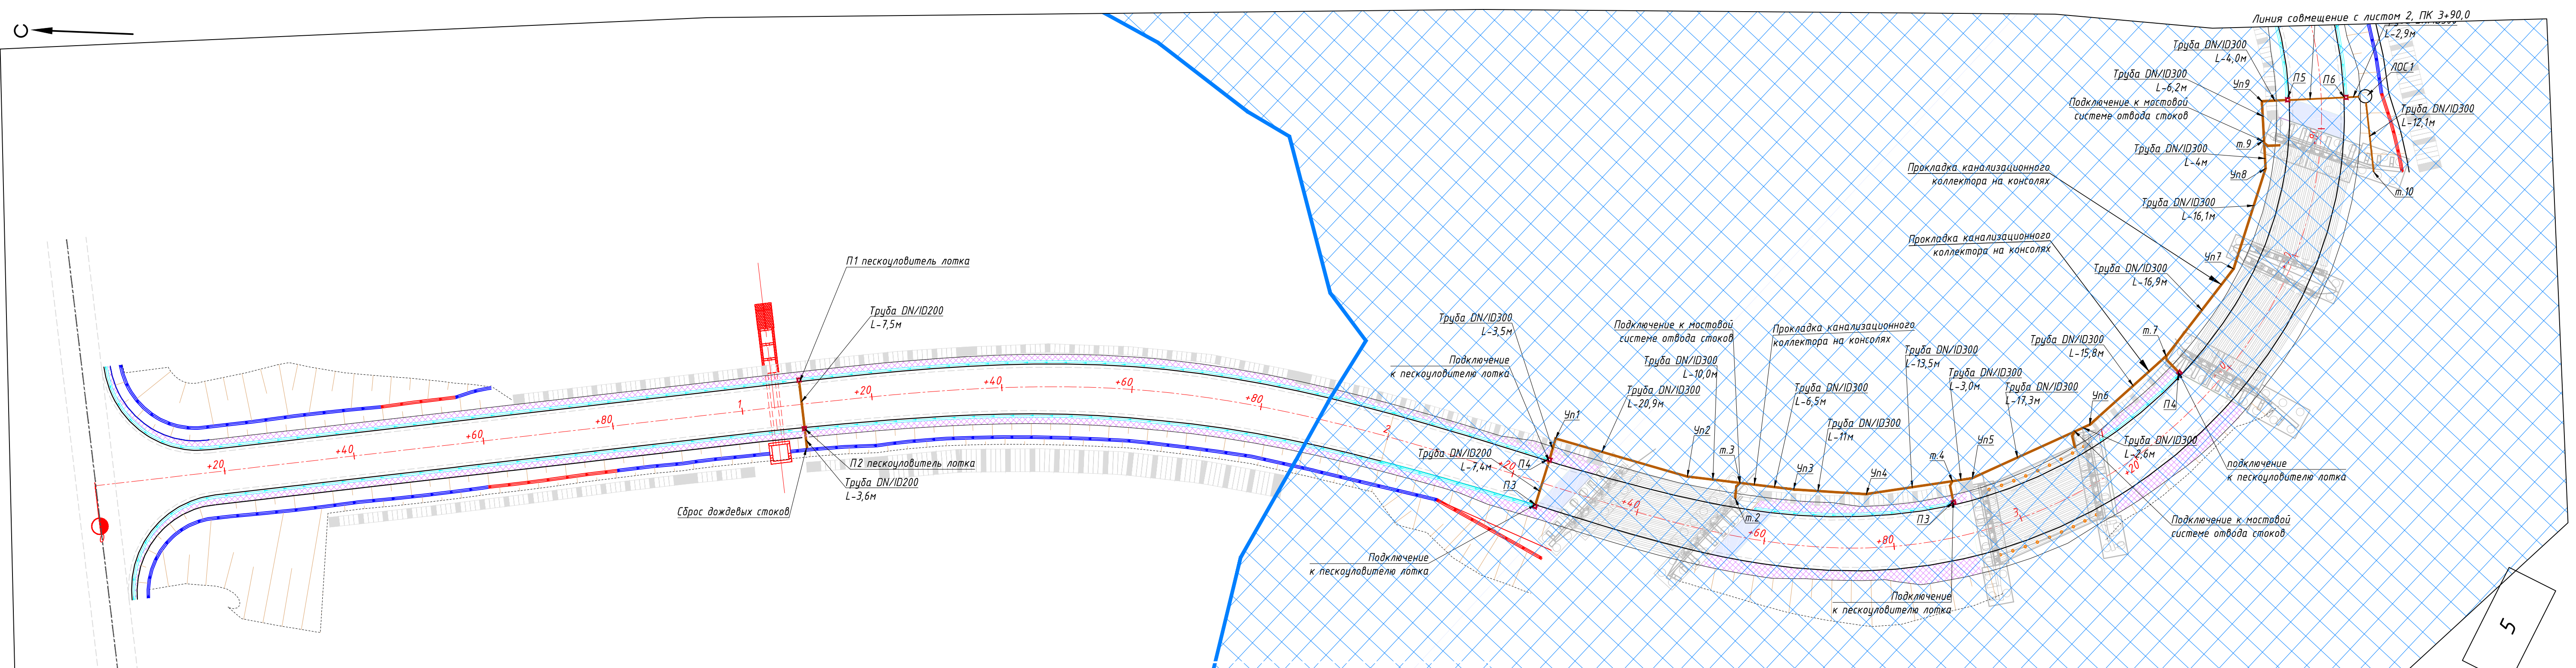 С
Линия совмещение с листом 2, ПК 3+90,0
L-2,9м
Труба DN/ID300
L-4,0м
ЛОС1
Труба DN/ID300
L-6,2м
П5
П6
Уп9
Подключение к мостовой
системе отвода стоков
Труба DN/ID300
L-12,1м
т.9
Труба DN/ID300
L-4м
Уп8
т.10
Прокладка канализационного
коллектора на консолях
Труба DN/ID300
L-16,1м
Прокладка канализационного
коллектора на консолях
Уп7
Труба DN/ID300
L-16,9м
П1 пескоуловитель лотка
Труба DN/ID200
L-7,5м
Труба DN/ID300
L-3,5м
Подключение
к пескоуловителю лотка
Подключение к мостовой
системе отвода стоков
Прокладка канализационного
коллектора на консолях
Труба DN/ID300
L-10,0м
Труба DN/ID300
L-20,9м
Труба DN/ID300
L-6,5м
Труба DN/ID300
L-11м
Труба DN/ID300
L-13,5м
Труба DN/ID300
L-3,0м
Труба DN/ID300
L-17,3м
Труба DN/ID300
L-15,8м
т.7
П4
Уп6
Труба DN/ID300
L-2,6м
Уп1
Уп2
т.3
Уп3
Уп4
т.4
Уп5
+20
+40
+60
+80
1
+20
+40
+60
+80
2
+20
+40
+60
+80
3
+20
П2 пескоуловитель лотка
Труба DN/ID200
L-3,6м
Сброс дождевых стоков
Труба DN/ID200
L-7,4м
П4
П3
т.2
П3
подключение
к пескоуловителю лотка
Подключение к мостовой
системе отвода стоков
Подключение
к пескоуловителю лотка
Подключение
к пескоуловителю лотка
5